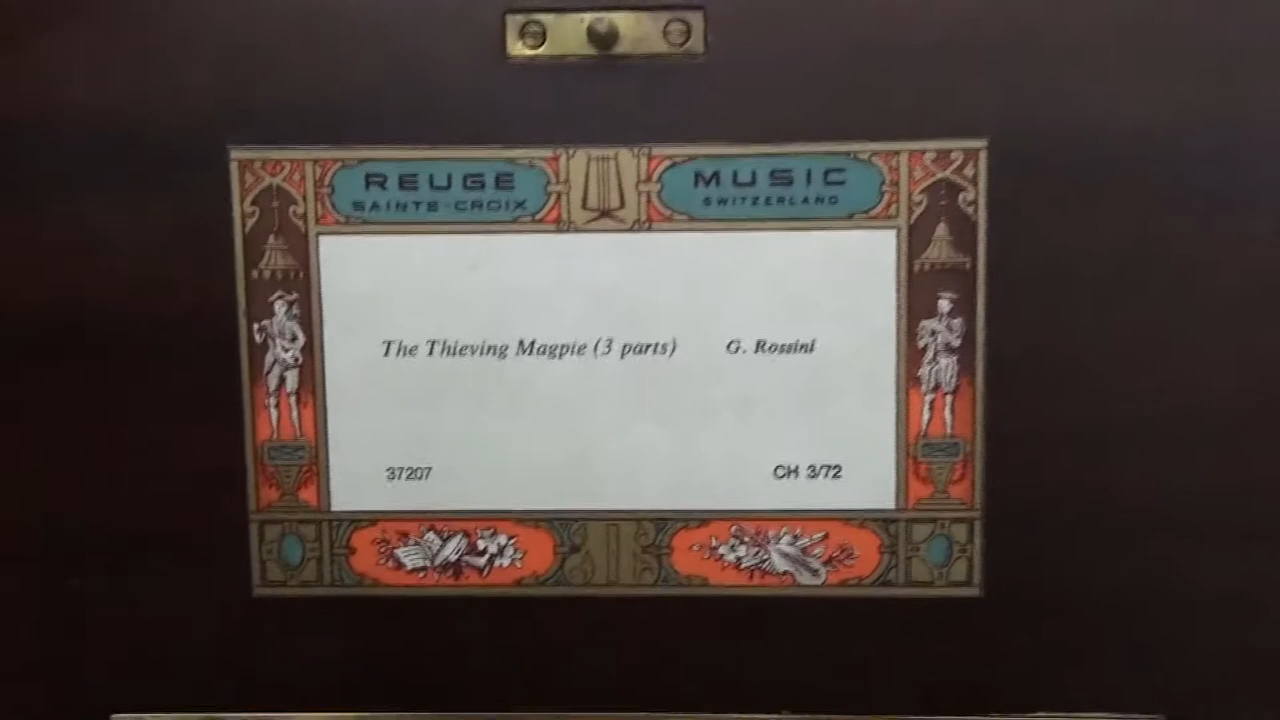 REUGE
SAINTE-CROIX
MUSIC
SWITZERLAND
The Thieving Magpie (3 parts) G. Rossini
37207 CH 3/72